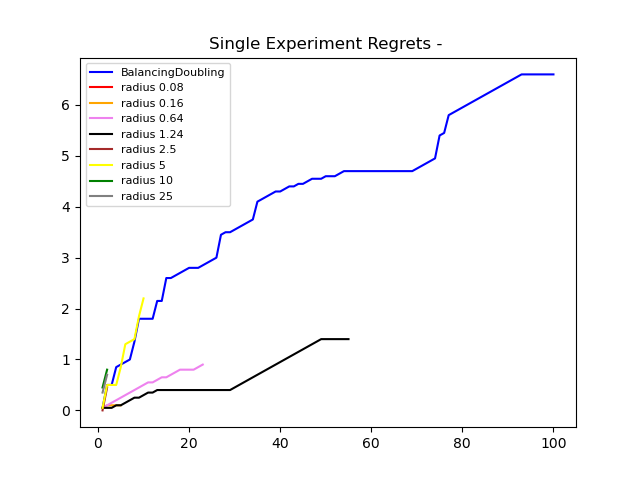 Single Experiment Regrets -
BalancingDoubling
radius 0.08
radius 0.16
radius 0.64
radius 1.24
radius 2.5
radius 5
radius 10
radius 25
6
5
4
3
2
1
0
0 20 40 60 80 100